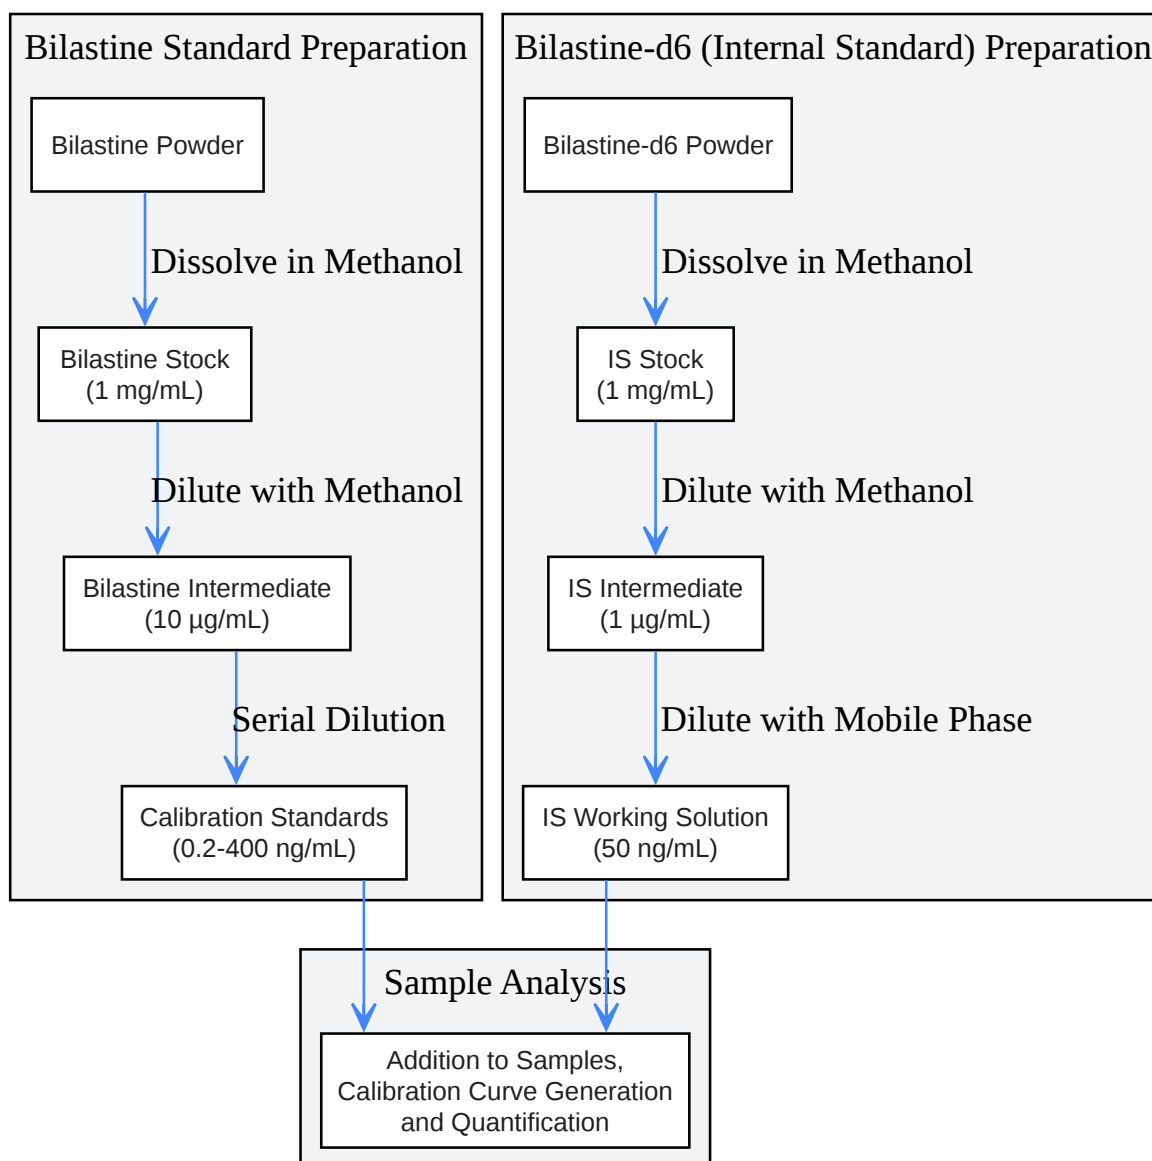 Bilastine Standard Preparation
Bilastine Powder
Dissolve in Methanol
Bilastine Stock
(1 mg/mL)
Dilute with Methanol
Bilastine Intermediate
(10 µg/mL)
Serial Dilution
Calibration Standards
(0.2-400 ng/mL)
Bilastine-d6 (Internal Standard) Preparation
Bilastine-d6 Powder
Dissolve in Methanol
IS Stock
(1 mg/mL)
Dilute with Methanol
IS Intermediate
(1 µg/mL)
Dilute with Mobile Phase
IS Working Solution
(50 ng/mL)
Sample Analysis
Addition to Samples,
Calibration Curve Generation
and Quantification